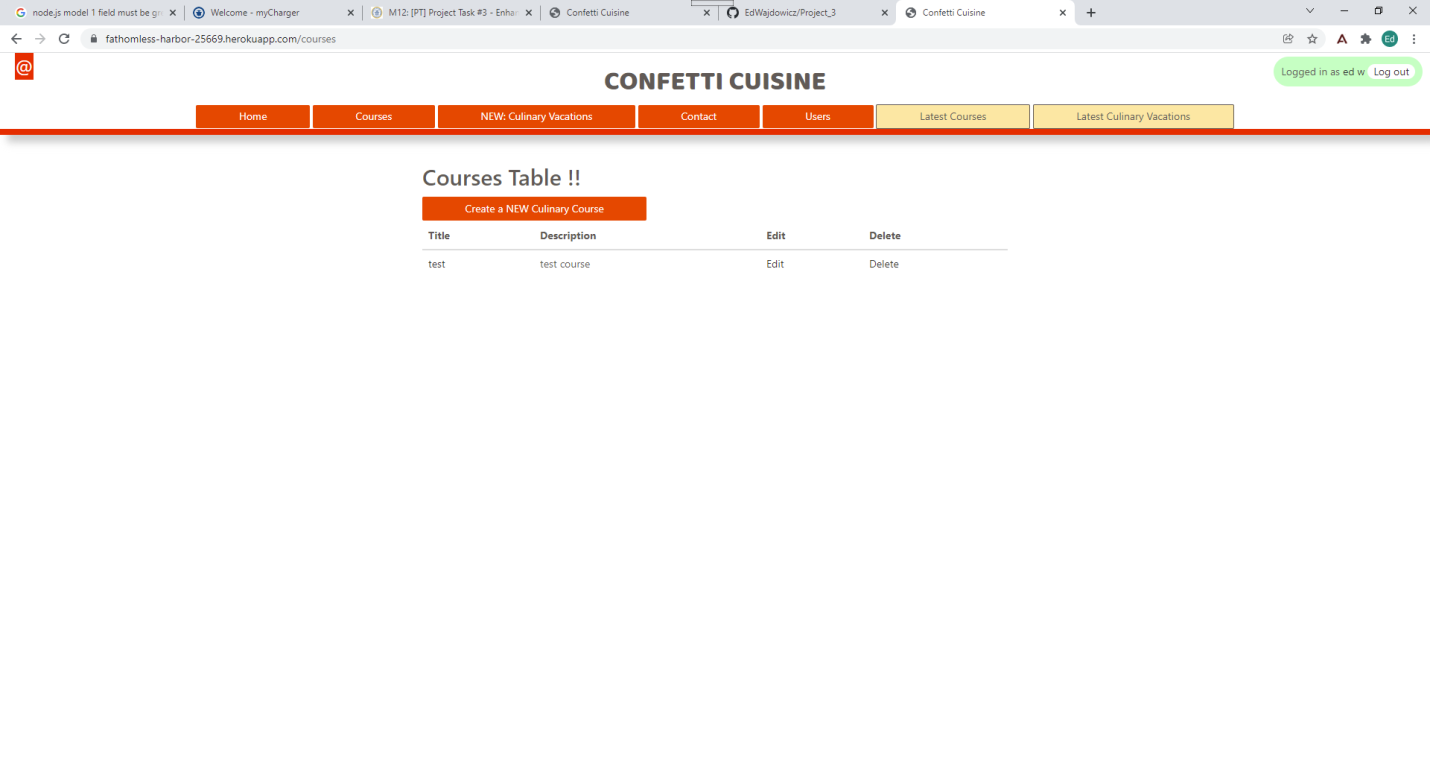 node.js model 1 field must be gr
Welcome - myCharger
M12: [PT] Project Task #3 - Enhan
Confetti Cuisine
EdWajdowicz/Project_3
Confetti Cuisine
fathomless-harbor-25669.herokuapp.com/courses
Ed
@
Logged in as ed w Log out
CONFETTI CUISINE
Home Courses NEW: Culinary Vacations Contact Users Latest Courses Latest Culinary Vacations
Courses Table !!
Create a NEW Culinary Course
Title Description Edit Delete
test test course Edit Delete